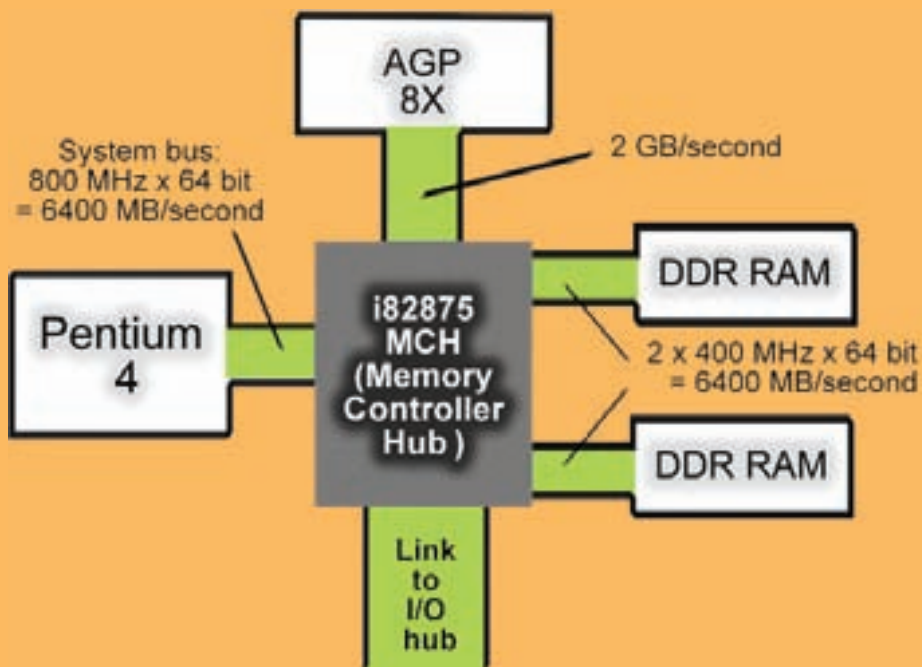 AGP
8X
2 GB/second
System bus:
800 MHz x 64 bit
= 6400 MB/second
DDR RAM
Pentium
4
i82875
MCH
(Memory
Controller
Hub )
2 x 400 MHz x 64 bit
= 6400 MB/second
DDR RAM
Link
to
I/O
hub